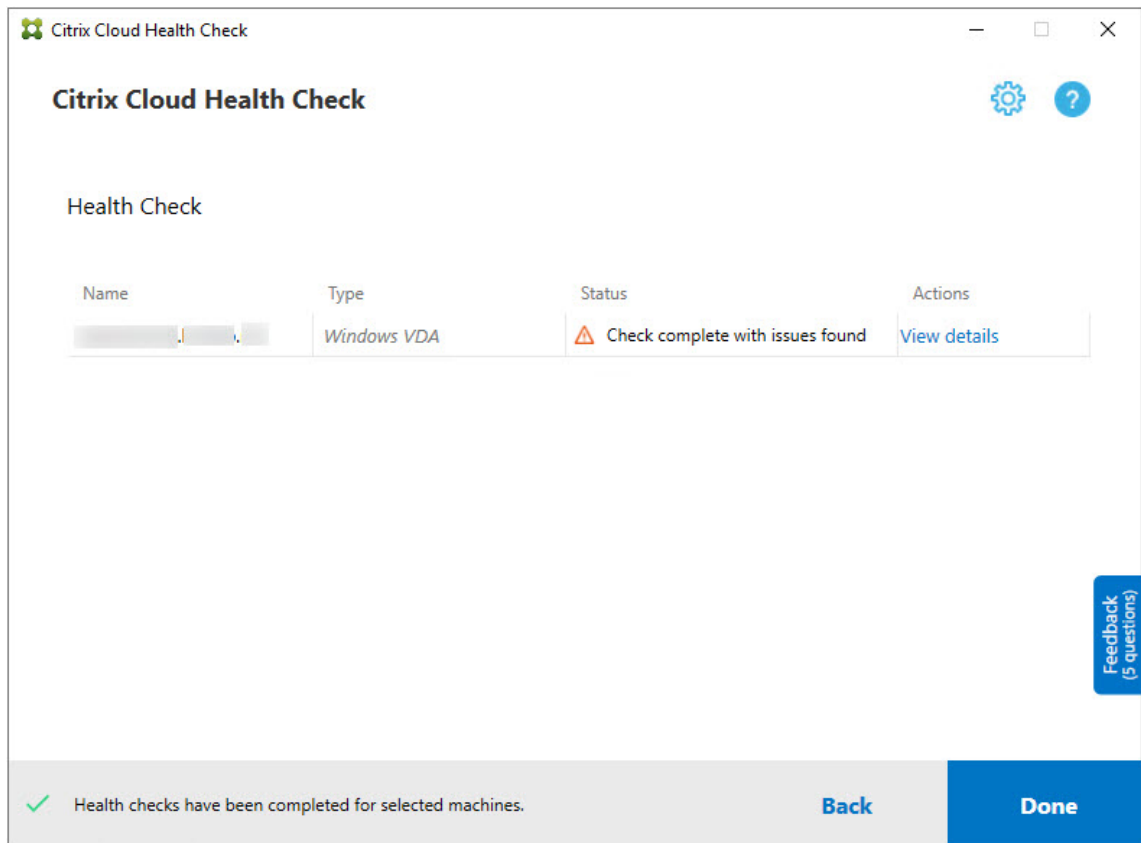 Citrix Cloud Health Check
Citrix Cloud Health Check
?
Health Check
Name Type Status Actions
Windows VDA Check complete with issues found View details
Feedback
(5 questions)
Health checks have been completed for selected machines.
Back Done